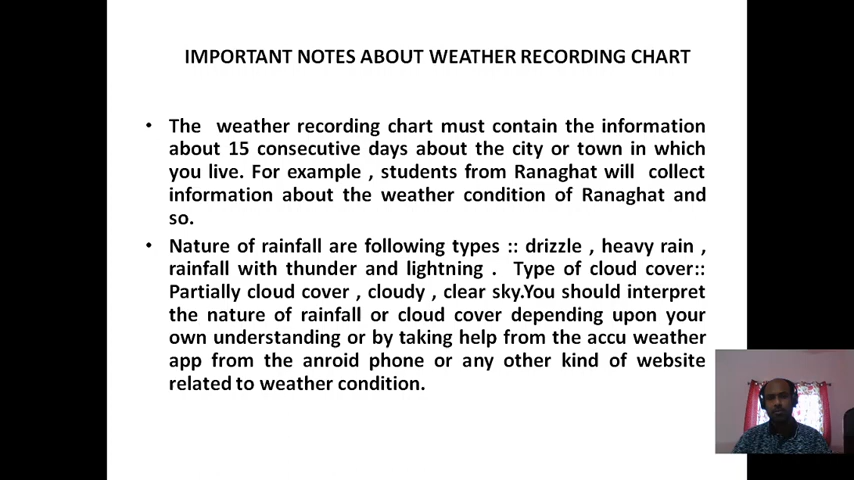 IMPORTANT NOTES ABOUT WEATHER RECORDING CHART
• The weather recording chart must contain the information
about 15 consecutive days about the city or town in which
you live. For example , students from Ranaghat will collect
information about the weather condition of Ranaghat and
so.
• Nature of rainfall are following types :: drizzle , heavy rain ,
rainfall with thunder and lightning . Type of cloud cover::
Partially cloud cover , cloudy , clear sky.You should interpret
the nature of rainfall or cloud cover depending upon your
own understanding or by taking help from the accu weather
app from the anroid phone or any other kind of website
related to weather condition.